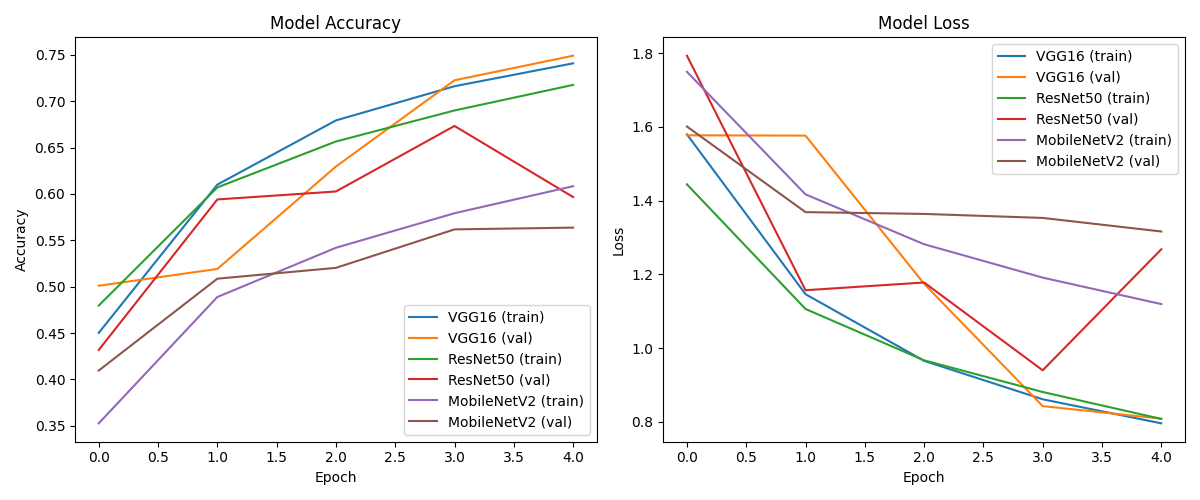 Model Accuracy
0.75
0.70
0.65
0.60
0.55
0.50
0.45
0.40
0.35
Accuracy
VGG16 (train)
VGG16 (val)
ResNet50 (train)
ResNet50 (val)
MobileNetV2 (train)
MobileNetV2 (val)
0.0 0.5 1.0 1.5 2.0 2.5 3.0 3.5 4.0
Epoch
Model Loss
1.8
1.6
1.4
1.2
1.0
0.8
Loss
VGG16 (train)
VGG16 (val)
ResNet50 (train)
ResNet50 (val)
MobileNetV2 (train)
MobileNetV2 (val)
0.0 0.5 1.0 1.5 2.0 2.5 3.0 3.5 4.0
Epoch